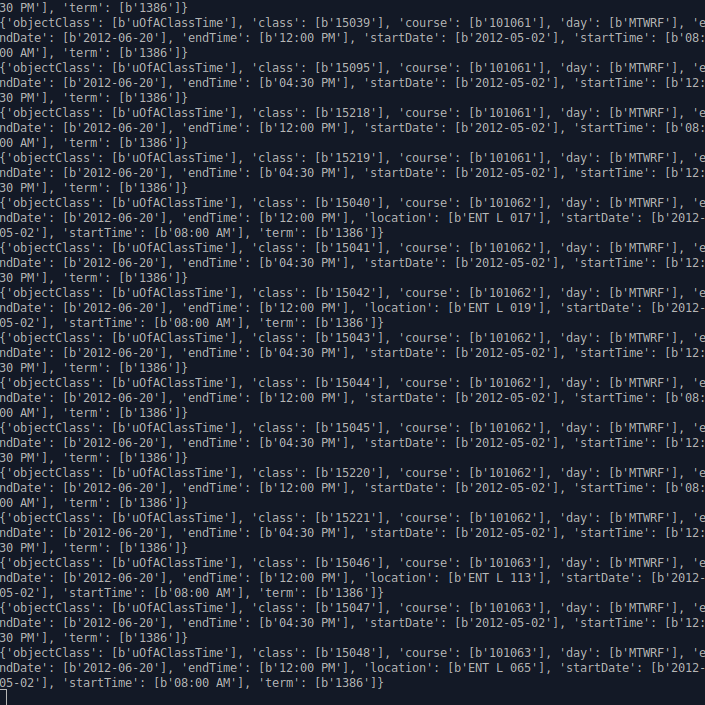 30 PM'], 'term': [b'1386']}
{'objectClass': [b'uOfAClassTime'], 'class': [b'15039'], 'course': [b'101061'], 'day': [b'MTWRF'], 'e
ndDate': [b'2012-06-20'], 'endTime': [b'12:00 PM'], 'startDate': [b'2012-05-02'], 'startTime': [b'08:
00 AM'], 'term': [b'1386']}
{'objectClass': [b'uOfAClassTime'], 'class': [b'15095'], 'course': [b'101061'], 'day': [b'MTWRF'], 'e
ndDate': [b'2012-06-20'], 'endTime': [b'04:30 PM'], 'startDate': [b'2012-05-02'], 'startTime': [b'12:
30 PM'], 'term': [b'1386']}
{'objectClass': [b'uOfAClassTime'], 'class': [b'15218'], 'course': [b'101061'], 'day': [b'MTWRF'], 'e
ndDate': [b'2012-06-20'], 'endTime': [b'12:00 PM'], 'startDate': [b'2012-05-02'], 'startTime': [b'08:
00 AM'], 'term': [b'1386']}
{'objectClass': [b'uOfAClassTime'], 'class': [b'15219'], 'course': [b'101061'], 'day': [b'MTWRF'], 'e
ndDate': [b'2012-06-20'], 'endTime': [b'04:30 PM'], 'startDate': [b'2012-05-02'], 'startTime': [b'12:
30 PM'], 'term': [b'1386']}
{'objectClass': [b'uOfAClassTime'], 'class': [b'15040'], 'course': [b'101062'], 'day': [b'MTWRF'], 'e
ndDate': [b'2012-06-20'], 'endTime': [b'12:00 PM'], 'location': [b'ENT L 017'], 'startDate': [b'2012-
05-02'], 'startTime': [b'08:00 AM'], 'term': [b'1386']}
{'objectClass': [b'uOfAClassTime'], 'class': [b'15041'], 'course': [b'101062'], 'day': [b'MTWRF'], 'e
ndDate': [b'2012-06-20'], 'endTime': [b'04:30 PM'], 'startDate': [b'2012-05-02'], 'startTime': [b'12:
30 PM'], 'term': [b'1386']}
{'objectClass': [b'uOfAClassTime'], 'class': [b'15042'], 'course': [b'101062'], 'day': [b'MTWRF'], 'e
ndDate': [b'2012-06-20'], 'endTime': [b'12:00 PM'], 'location': [b'ENT L 019'], 'startDate': [b'2012-
05-02'], 'startTime': [b'08:00 AM'], 'term': [b'1386']}
{'objectClass': [b'uOfAClassTime'], 'class': [b'15043'], 'course': [b'101062'], 'day': [b'MTWRF'], 'e
ndDate': [b'2012-06-20'], 'endTime': [b'04:30 PM'], 'startDate': [b'2012-05-02'], 'startTime': [b'12:
30 PM'], 'term': [b'1386']}
{'objectClass': [b'uOfAClassTime'], 'class': [b'15044'], 'course': [b'101062'], 'day': [b'MTWRF'], 'e
ndDate': [b'2012-06-20'], 'endTime': [b'12:00 PM'], 'startDate': [b'2012-05-02'], 'startTime': [b'08:
00 AM'], 'term': [b'1386']}
{'objectClass': [b'uOfAClassTime'], 'class': [b'15045'], 'course': [b'101062'], 'day': [b'MTWRF'], 'e
ndDate': [b'2012-06-20'], 'endTime': [b'04:30 PM'], 'startDate': [b'2012-05-02'], 'startTime': [b'12:
30 PM'], 'term': [b'1386']}
{'objectClass': [b'uOfAClassTime'], 'class': [b'15220'], 'course': [b'101062'], 'day': [b'MTWRF'], 'e
ndDate': [b'2012-06-20'], 'endTime': [b'12:00 PM'], 'startDate': [b'2012-05-02'], 'startTime': [b'08:
00 AM'], 'term': [b'1386']}
{'objectClass': [b'uOfAClassTime'], 'class': [b'15221'], 'course': [b'101062'], 'day': [b'MTWRF'], 'e
ndDate': [b'2012-06-20'], 'endTime': [b'04:30 PM'], 'startDate': [b'2012-05-02'], 'startTime': [b'12:
30 PM'], 'term': [b'1386']}
{'objectClass': [b'uOfAClassTime'], 'class': [b'15046'], 'course': [b'101063'], 'day': [b'MTWRF'], 'e
ndDate': [b'2012-06-20'], 'endTime': [b'12:00 PM'], 'location': [b'ENT L 113'], 'startDate': [b'2012-
05-02'], 'startTime': [b'08:00 AM'], 'term': [b'1386']}
{'objectClass': [b'uOfAClassTime'], 'class': [b'15047'], 'course': [b'101063'], 'day': [b'MTWRF'], 'e
ndDate': [b'2012-06-20'], 'endTime': [b'04:30 PM'], 'startDate': [b'2012-05-02'], 'startTime': [b'12:
30 PM'], 'term': [b'1386']}
{'objectClass': [b'uOfAClassTime'], 'class': [b'15048'], 'course': [b'101063'], 'day': [b'MTWRF'], 'e
ndDate': [b'2012-06-20'], 'endTime': [b'12:00 PM'], 'location': [b'ENT L 065'], 'startDate': [b'2012-
05-02'], 'startTime': [b'08:00 AM'], 'term': [b'1386']}